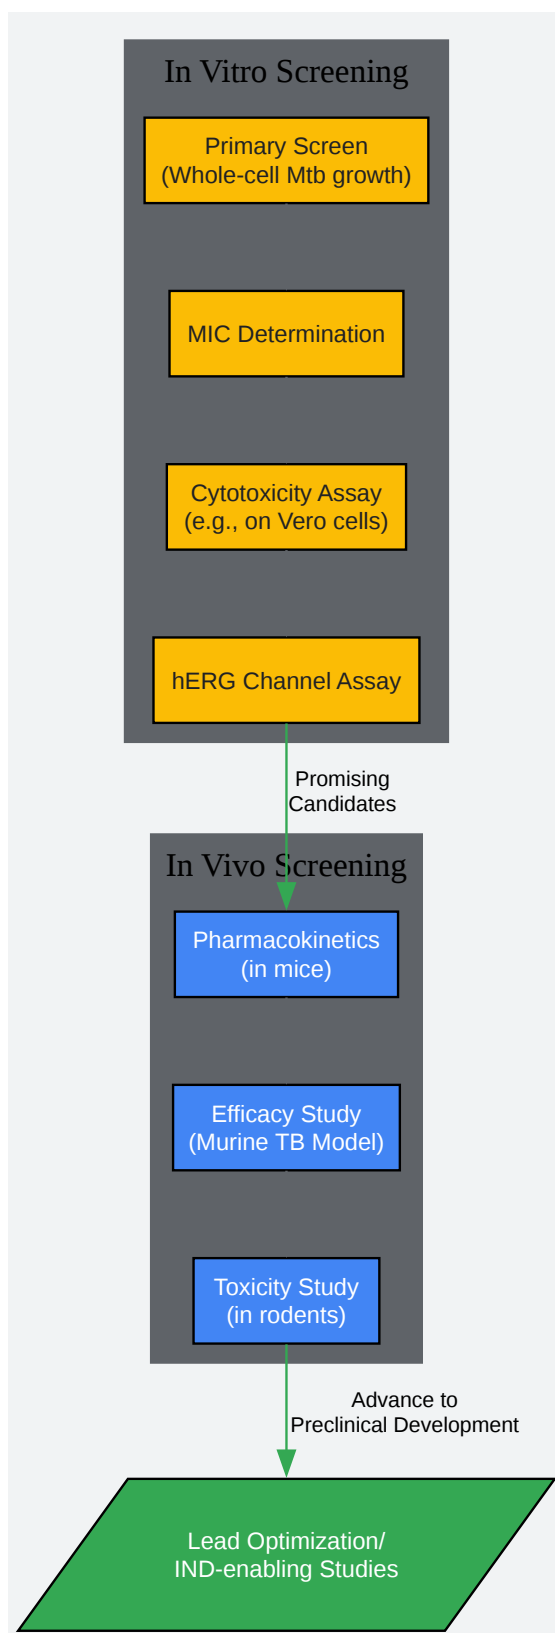 In Vitro Screening
Primary Screen
(Whole-cell Mtb growth)
MIC Determination
Cytotoxicity Assay
(e.g., on Vero cells)
hERG Channel Assay
Promising
Candidates
In Vivo Screening
Pharmacokinetics
(in mice)
Efficacy Study
(Murine TB Model)
Toxicity Study
(in rodents)
Advance to
Preclinical Development
Lead Optimization/
IND-enabling Studies